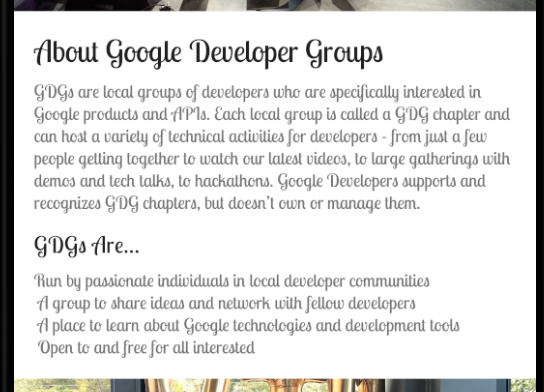 About Google Developer Groups
GDGs are local groups of developers who are specifically interested in
Google products and APIs. Each local group is called a GDG chapter and
can host a variety of technical activities for developers - from just a few
people getting together to watch our latest videos, to large gatherings with
demos and tech talks, to hackathons. Google Developers supports and
recognizes GDG chapters, but doesn't own or manage them.
GDGs Are...
Run by passionate individuals in local developer communities
A group to share ideas and network with fellow developers
A place to learn about Google technologies and development tools
Open to and free for all interested